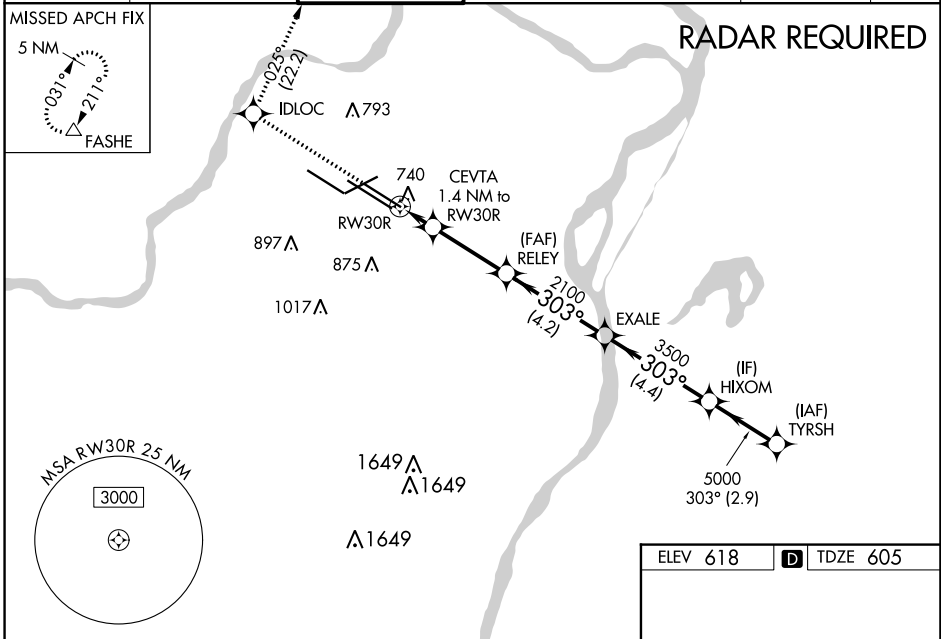 MISSED APCH FIX
5 NM
031°
211°
FASHE
RADAR REQUIRED
025°
(22.2)
IDLOC
793
740
CEVTA
1.4 NM to
RW30R
RW30R
897
875
1017
(FAF)
RELEY
2100
303°
(4.2)
EXALE
3500
303°
(4.4)
(IF)
HIXOM
(IAF)
TYRSH
5000
303° (2.9)
MSA RW30R 25 NM
3000
1649
1649
1649
ELEV 618 D TDZE 605